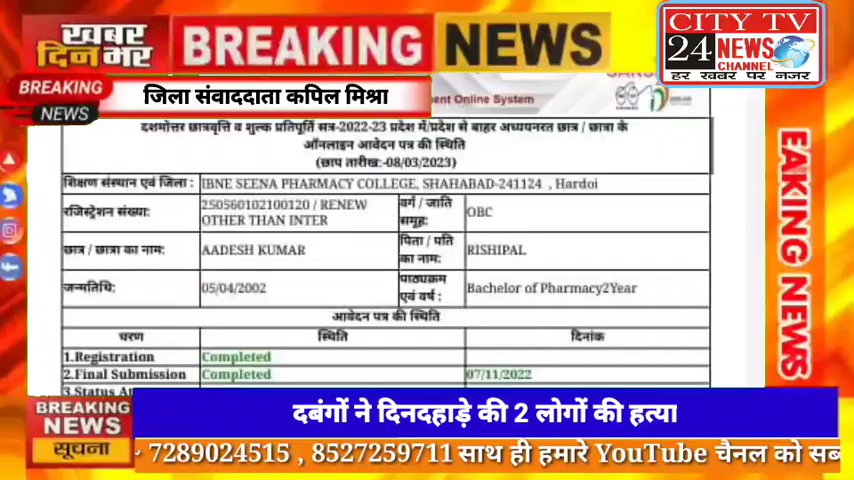 खबर
दिन भर
BREAKING NEWS
CITY TV
24 NEWS
CHANNEL
हर खबर पर नजर
BREAKING
NEWS
जिला संवाददाता कपिल मिश्रा
ment Online System
दशमोत्तर छात्रवृत्ति व शुल्क प्रतिपूर्ति सत्र-2022-23 प्रदेश में/प्रदेश से बाहर अध्ययनरत छात्र / छात्रा के
ऑनलाइन आवेदन पत्र की स्थिति
(छाप तारीख:-08/03/2023)
शिक्षण संस्थान एवं जिला : IBNE SEENA PHARMACY COLLEGE, SHAHABAD-241124 , Hardoi
रजिस्ट्रेशन संख्या: 250560102100120 / RENEW OTHER THAN INTER वर्ग / जाति समूह: OBC
छात्र / छात्रा का नाम: AADESH KUMAR पिता / पति का नाम: RISHIPAL
जन्मतिथि: 05/04/2002 पाठ्यक्रम एवं वर्ष : Bachelor of Pharmacy2Year
आवेदन पत्र की स्थिति
चरण स्थिति दिनांक
1.Registration Completed
2.Final Submission Completed 07/11/2022
3.Status
EAKING NEWS
BREAKING
NEWS
सूचना
दबंगों ने दिनदहाड़े की 2 लोगों की हत्या
7289024515 , 8527259711 साथ ही हमारे YouTube चैनल को सब